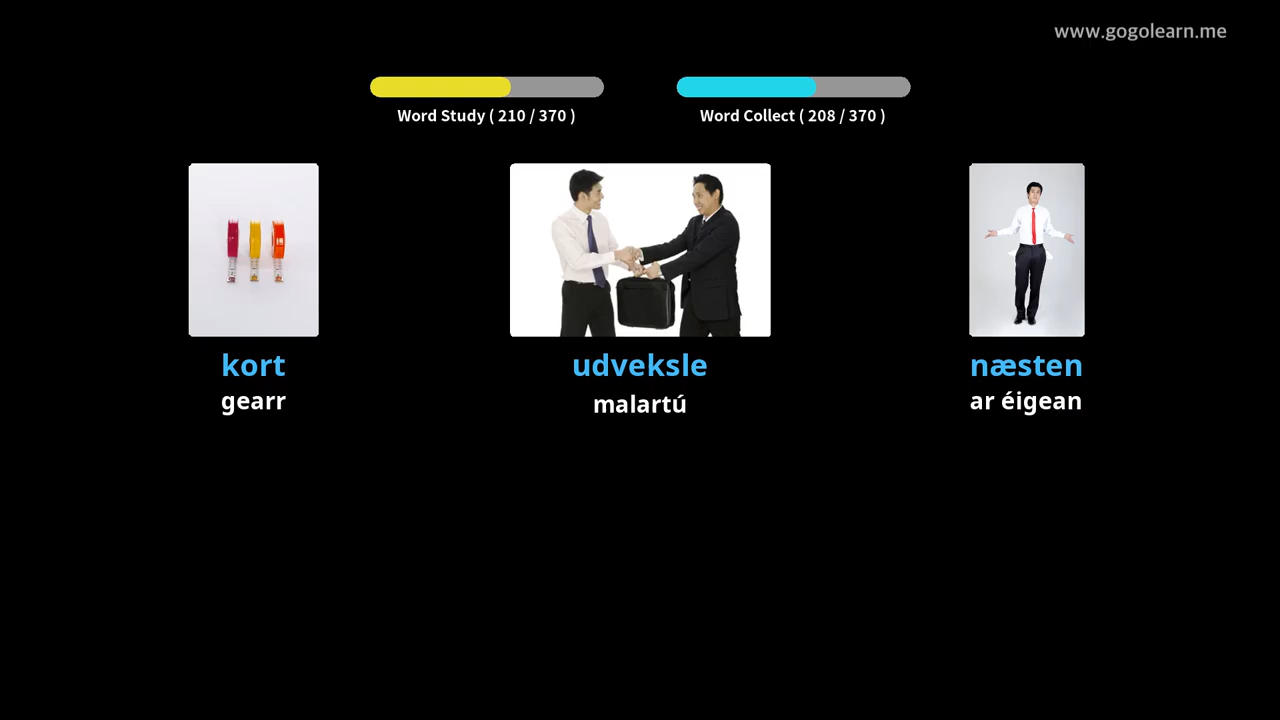 www.gogolearn.me
Word Study ( 210 / 370 )
Word Collect ( 208 / 370 )
kort
gearr
udveksle
malartú
næsten
ar éigean